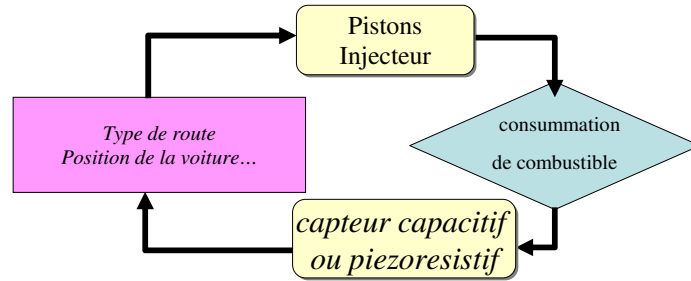 Pistons
Injecteur
consummation
de combustible
capteur capacitif
ou piezoresistif
Type de route
Position de la voiture…